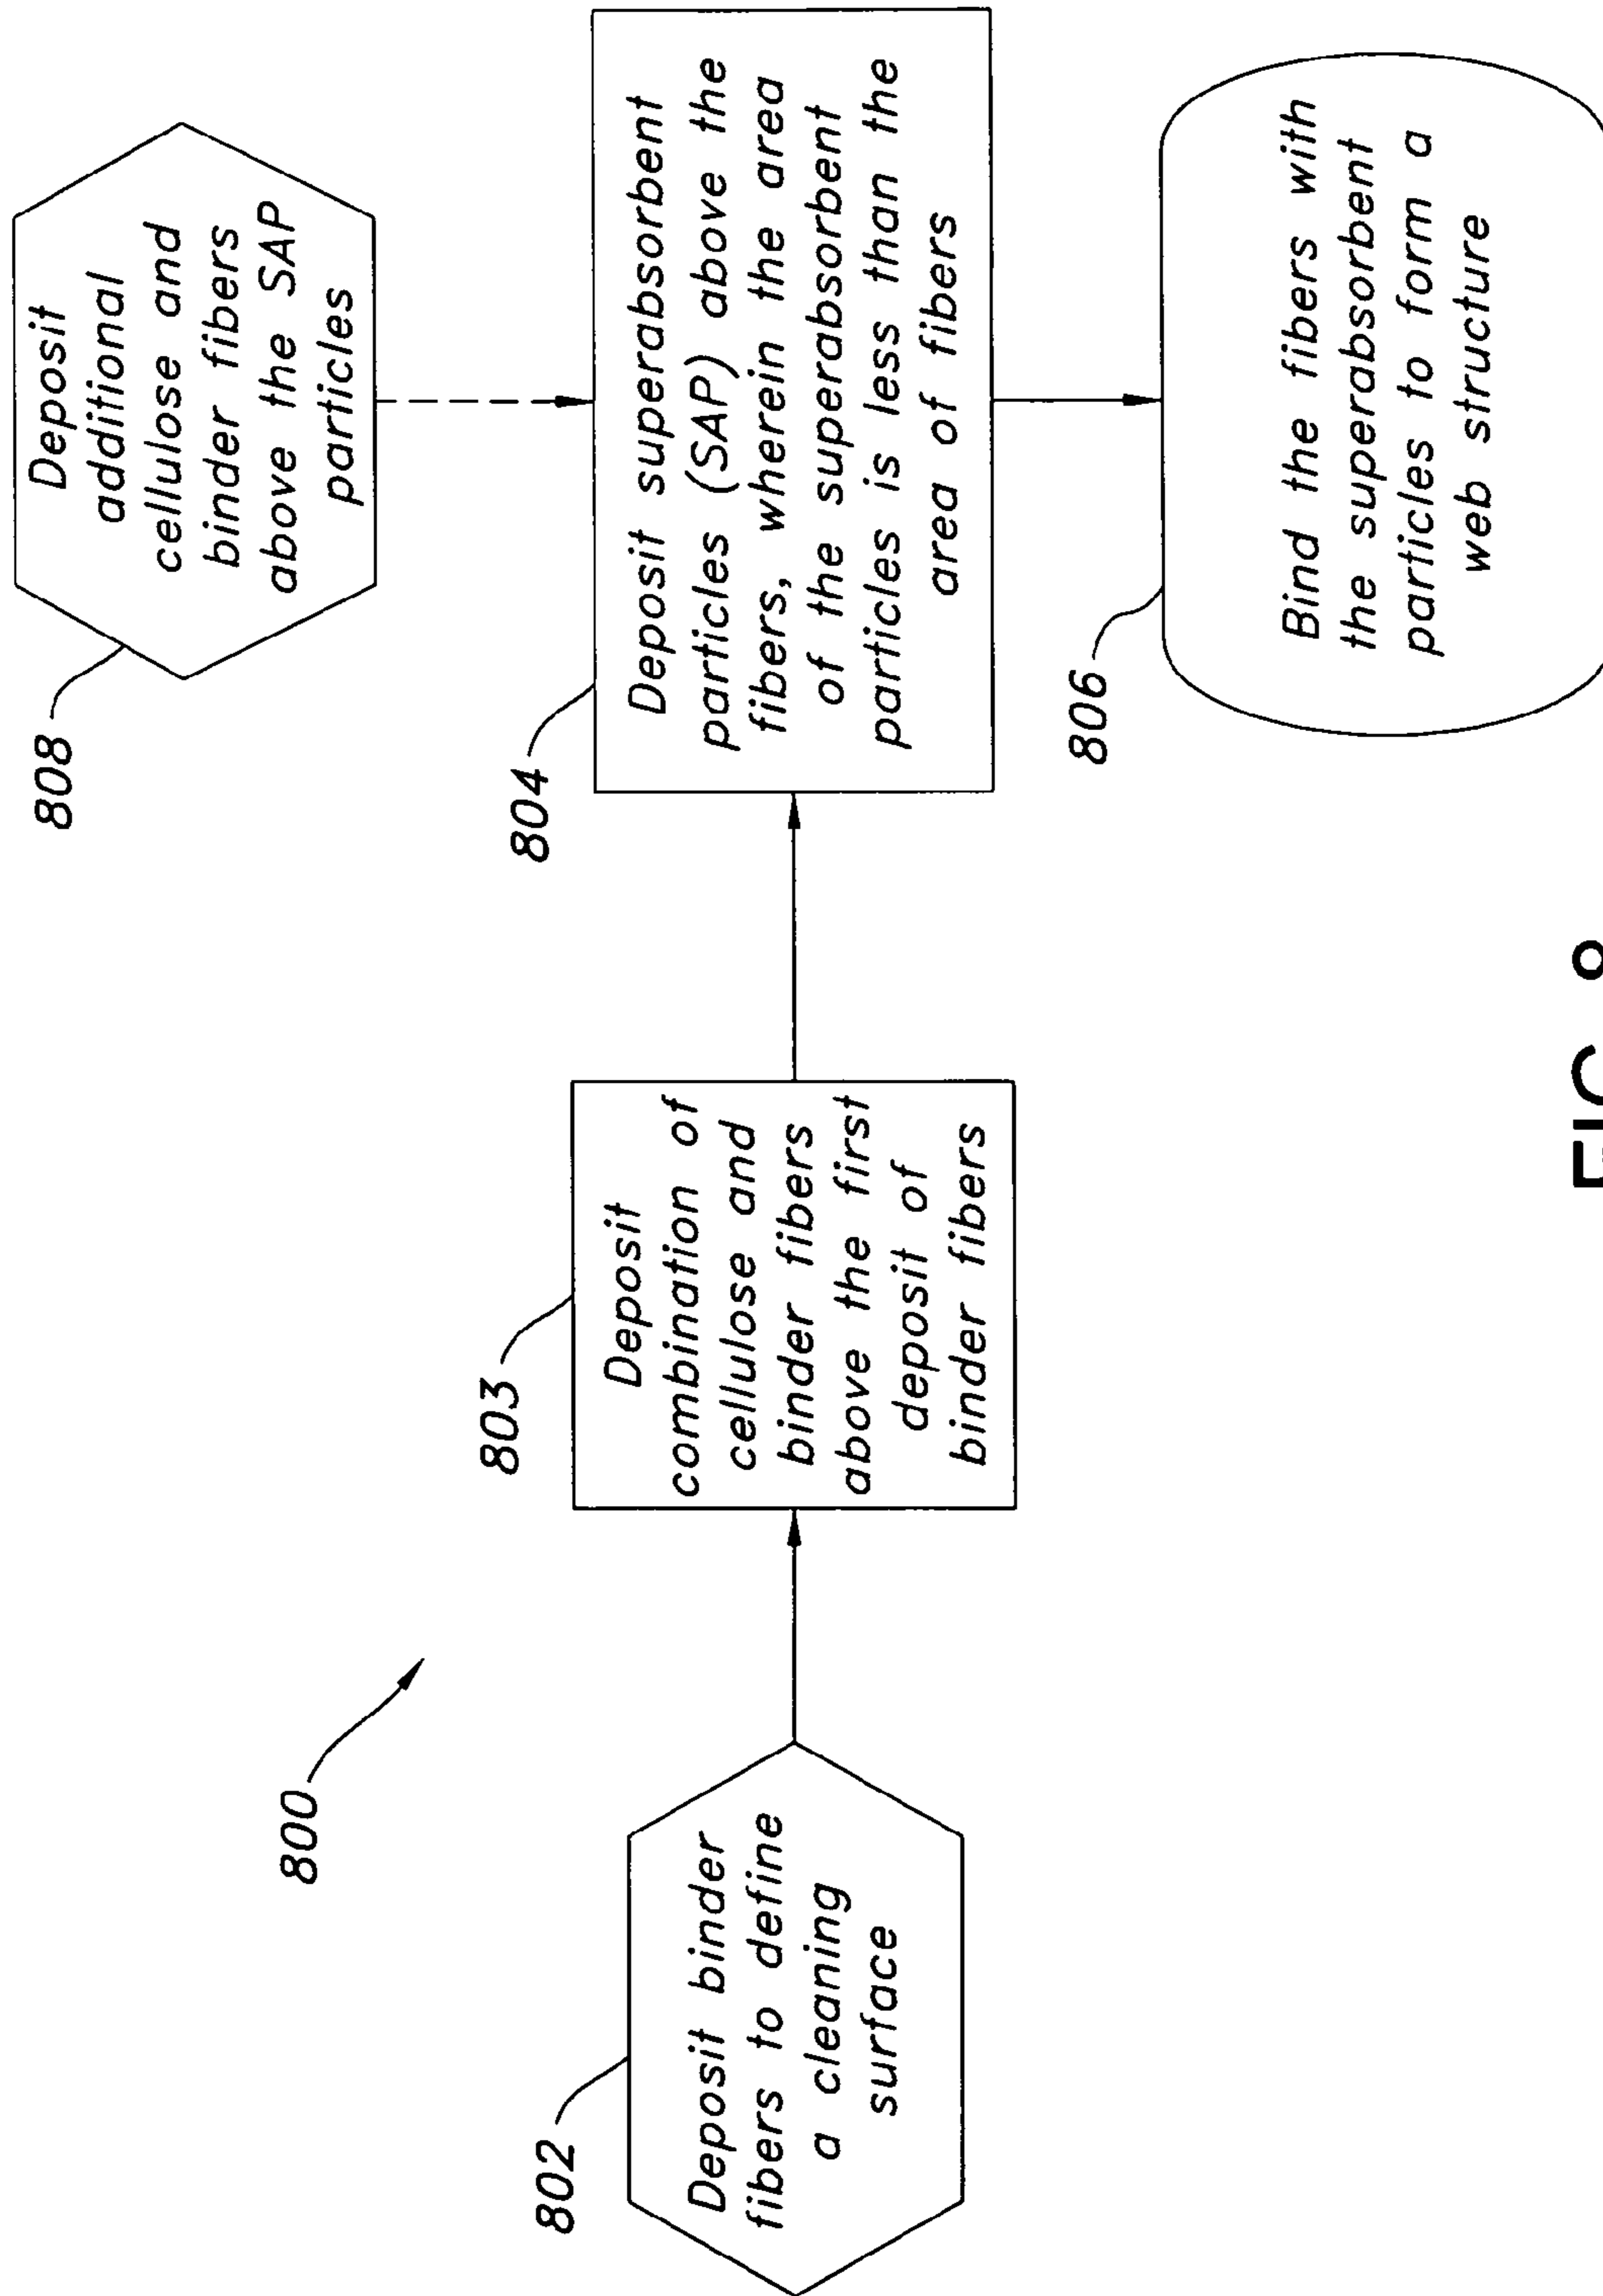 800
802
Deposit binder
fibers to define
a cleaning
surface
803
Deposit
combination of
cellulose and
binder fibers
above the first
deposit of
binder fibers
808
Deposit
additional
cellulose and
binder fibers
above the SAP
particles
804
Deposit superabsorbent
particles (SAP) above the
fibers, wherein the area
of the superabsorbent
particles is less than the
area of fibers
806
Bind the fibers with
the superabsorbent
particles to form a
web structure
FIG. 8